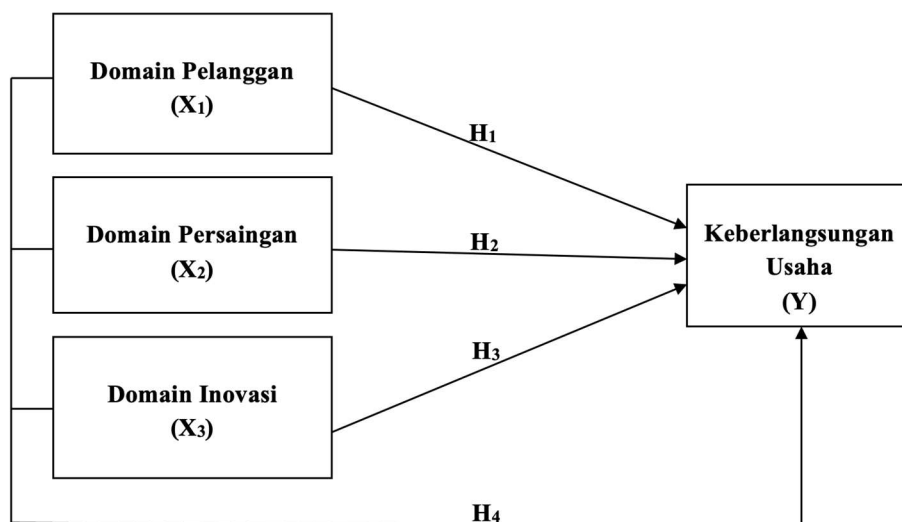 Domain Pelanggan
(X₁)
H₁
Domain Persaingan
(X₂)
H₂
Keberlangsungan
Usaha
(Y)
Domain Inovasi
(X₃)
H₃
H₄